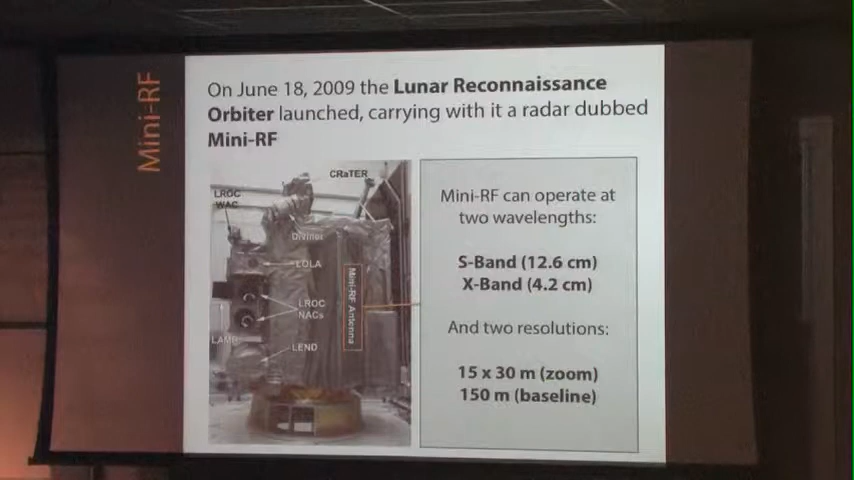 Mini-RF
On June 18, 2009 the Lunar Reconnaissance
Orbiter launched, carrying with it a radar dubbed
Mini-RF
CRaTER
LROC
WAC
Diviner
LOLA
Mini-RF Antenna
LROC
NACs
LAMP
LEND
Mini-RF can operate at
two wavelengths:
S-Band (12.6 cm)
X-Band (4.2 cm)
And two resolutions:
15 x 30 m (zoom)
150 m (baseline)